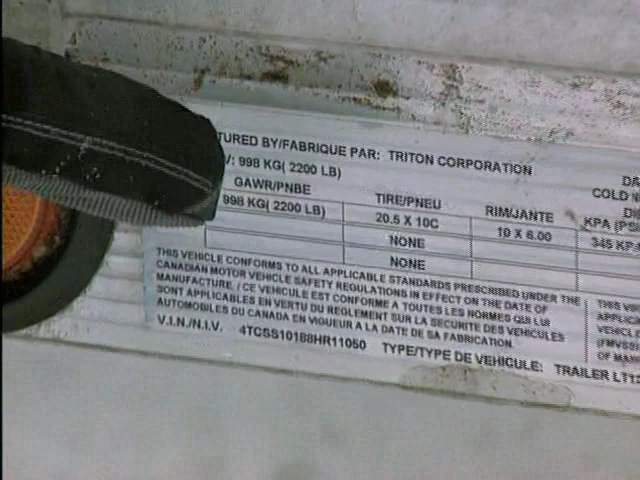 TURED BY/FABRIQUE PAR: TRITON CORPORATION
: 998 KG( 2200 LB)
GAWR/PNBE TIRE/PNEU RIM/JANTE COLD
998 KG( 2200 LB) 20.5 X 10C 10 X 6.00 KPA 345
NONE
NONE
THIS VEHICLE CONFORMS TO ALL APPLICABLE STANDARDS PRESCRIBED UNDER THE
CANADIAN MOTOR VEHICLE SAFETY REGULATIONS IN EFFECT ON THE DATE OF
MANUFACTURE. / CE VEHICULE EST CONFORME A TOUTES LES NORMES QUI LUI
SONT APPLICABLES EN VERTU DU REGLEMENT SUR LA SECURITE DES VEHICULES
AUTOMOBILES DU CANADA EN VIGUEUR A LA DATE DE SA FABRICATION.
V.I.N./N.I.V. 4TCSS10188HR11050 TYPE/TYPE DE VEHICULE: TRAILER LT12